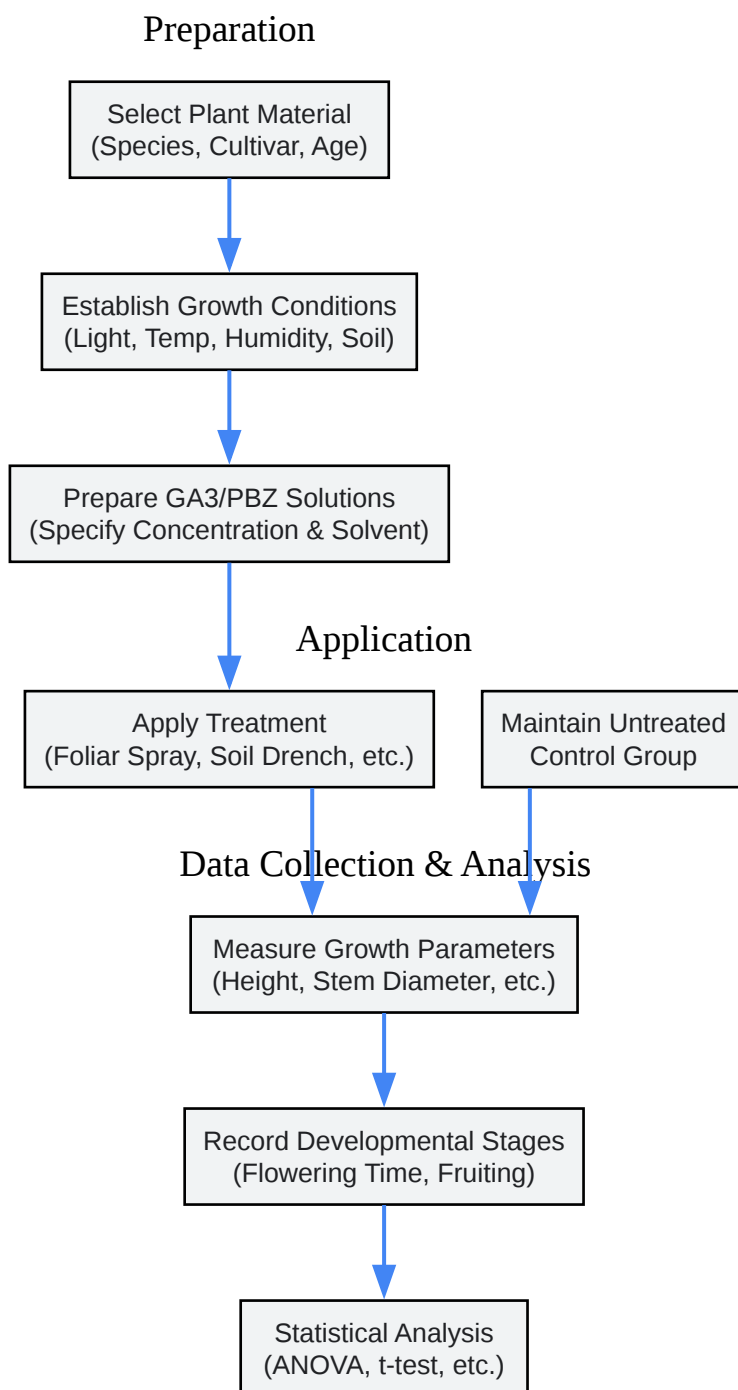 Preparation
Select Plant Material
(Species, Cultivar, Age)
Establish Growth Conditions
(Light, Temp, Humidity, Soil)
Prepare GA3/PBZ Solutions
(Specify Concentration & Solvent)
Application
Apply Treatment
(Foliar Spray, Soil Drench, etc.)
Maintain Untreated
Control Group
Data Collection & Analysis
Measure Growth Parameters
(Height, Stem Diameter, etc.)
Record Developmental Stages
(Flowering Time, Fruiting)
Statistical Analysis
(ANOVA, t-test, etc.)